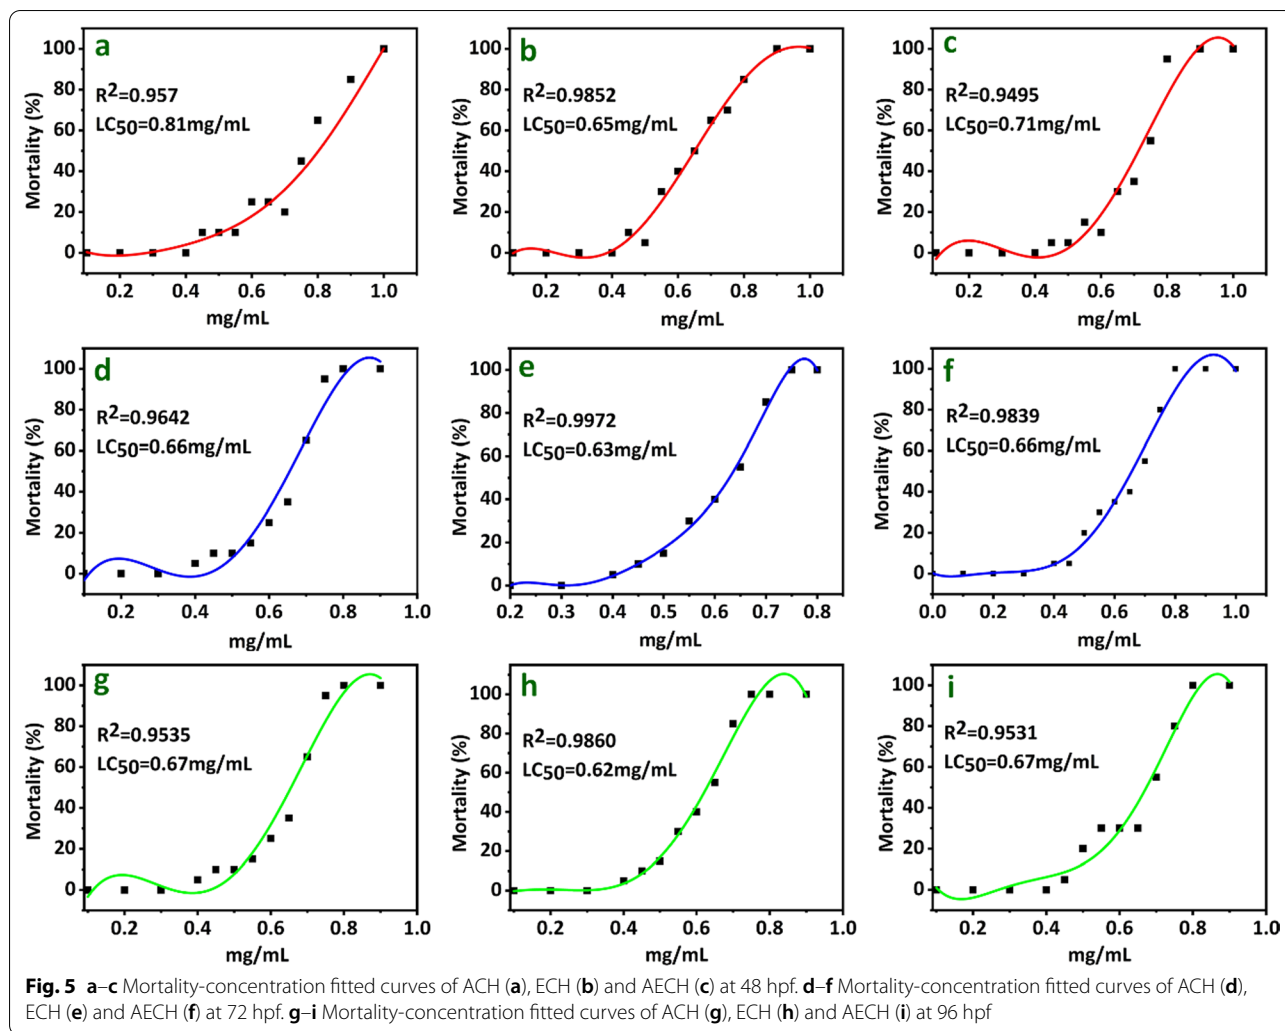 a
R2=0.957
LC50=0.81mg/mL
Mortality (%)
100
80
60
40
20
0
0.2
0.4
0.6
0.8
1.0
mg/mL
b
R2=0.9852
LC50=0.65mg/mL
Mortality (%)
100
80
60
40
20
0
0.2
0.4
0.6
0.8
1.0
mg/mL
c
R2=0.9495
LC50=0.71mg/mL
Mortality (%)
100
80
60
40
20
0
0.2
0.4
0.6
0.8
1.0
mg/mL
d
R2=0.9642
LC50=0.66mg/mL
Mortality (%)
100
80
60
40
20
0
0.2
0.4
0.6
0.8
1.0
mg/mL
e
R2=0.9972
LC50=0.63mg/mL
Mortality (%)
100
80
60
40
20
0
0.2
0.3
0.4
0.5
0.6
0.7
0.8
mg/mL
f
R2=0.9839
LC50=0.66mg/mL
Mortality (%)
100
80
60
40
20
0
0.0
0.2
0.4
0.6
0.8
1.0
mg/mL
g
R2=0.9535
LC50=0.67mg/mL
Mortality (%)
100
80
60
40
20
0
0.2
0.4
0.6
0.8
1.0
mg/mL
h
R2=0.9860
LC50=0.62mg/mL
Mortality (%)
100
80
60
40
20
0
0.2
0.4
0.6
0.8
1.0
mg/mL
i
R2=0.9531
LC50=0.67mg/mL
Mortality (%)
100
80
60
40
20
0
0.2
0.4
0.6
0.8
1.0
mg/mL
Fig. 5 a–c Mortality-concentration fitted curves of ACH (a), ECH (b) and AECH (c) at 48 hpf. d–f Mortality-concentration fitted curves of ACH (d),
ECH (e) and AECH (f) at 72 hpf. g–i Mortality-concentration fitted curves of ACH (g), ECH (h) and AECH (i) at 96 hpf